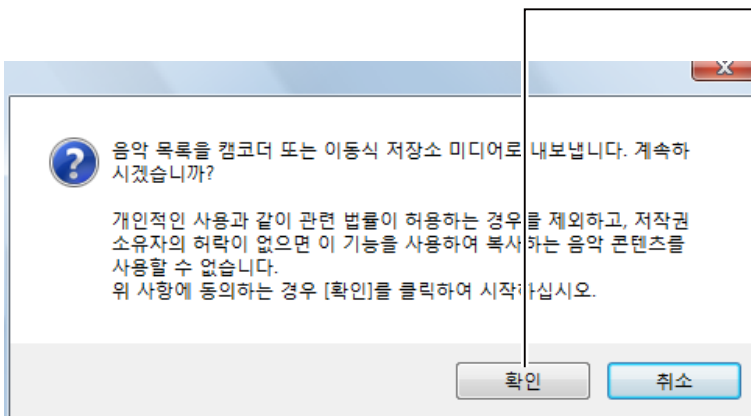 음악 목록을 캠코더 또는 이동식 저장소 미디어로 내보냅니다. 계속하
시겠습니까?
개인적인 사용과 같이 관련 법률이 허용하는 경우를 제외하고, 저작권
소유자의 허락이 없으면 이 기능을 사용하여 복사하는 음악 콘텐츠를
사용할 수 없습니다.
위 사항에 동의하는 경우 [확인]를 클릭하여 시작하십시오.
확인
취소